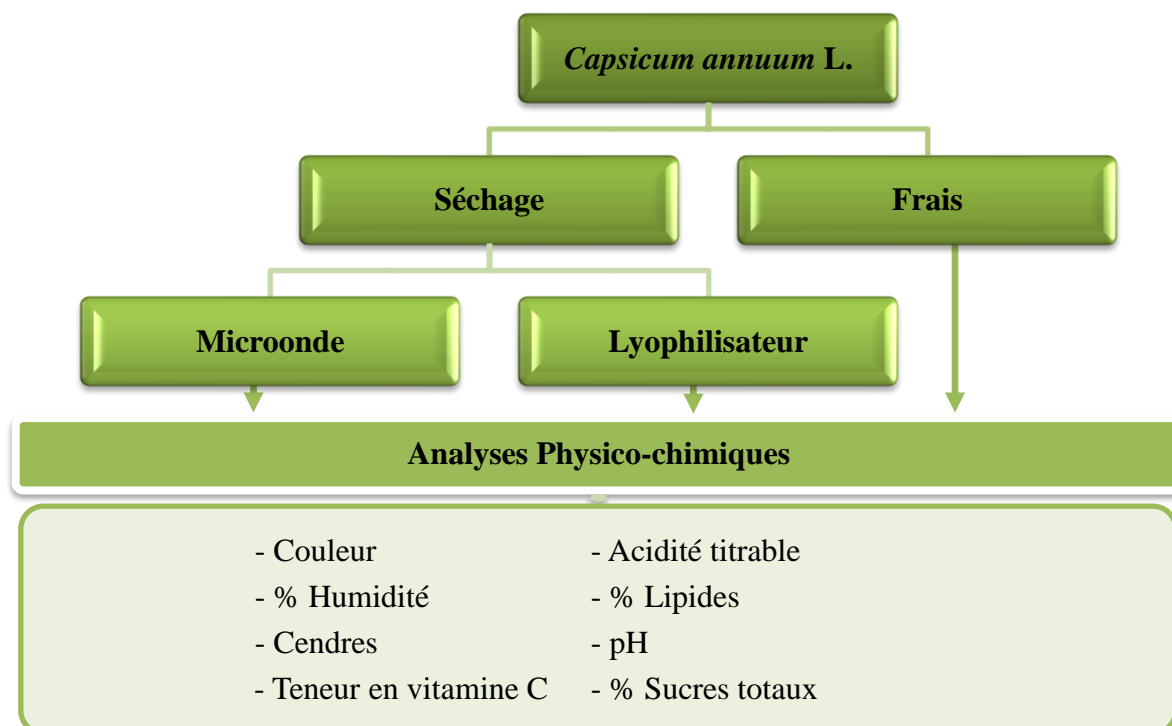 Capsicum annuum L.
Séchage
Frais
Microonde
Lyophilisateur
Analyses Physico-chimiques
- Couleur
- % Humidité
- Cendres
- Teneur en vitamine C
- Acidité titrable
- % Lipides
- pH
- % Sucres totaux